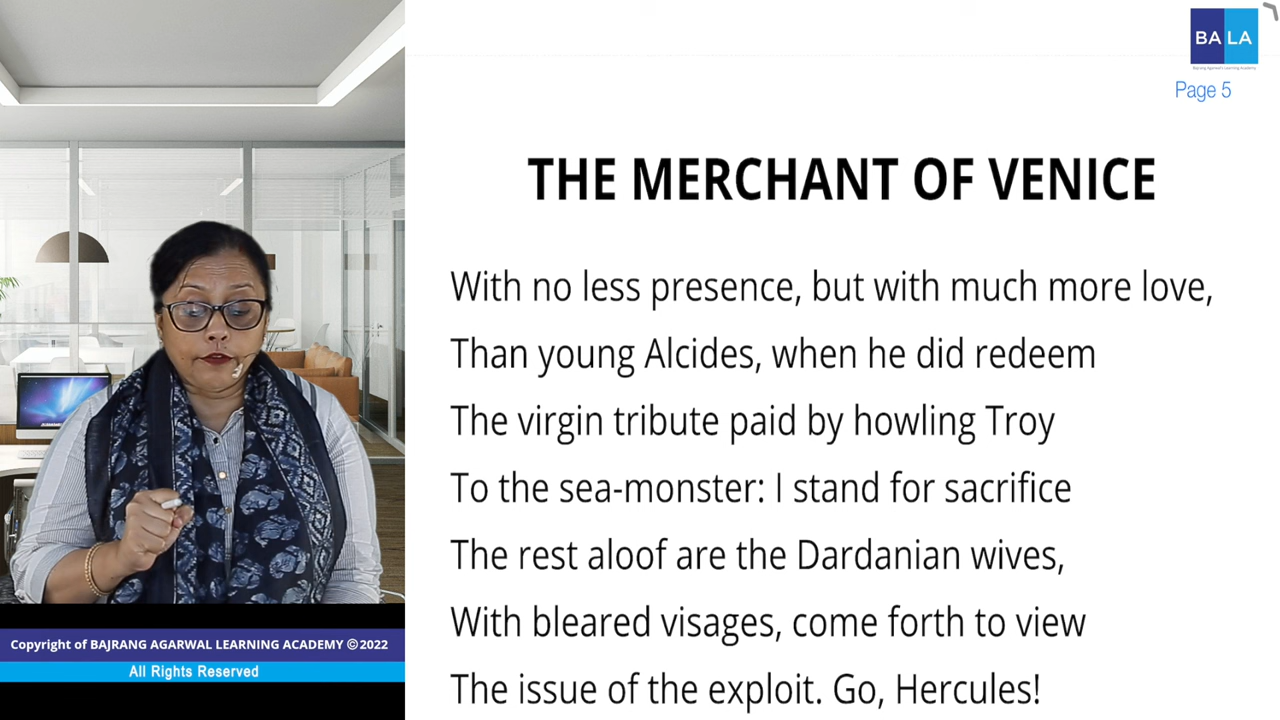 BA LA
Page 5
THE MERCHANT OF VENICE
With no less presence, but with much more love,
Than young Alcides, when he did redeem
The virgin tribute paid by howling Troy
To the sea-monster: I stand for sacrifice
The rest aloof are the Dardanian wives,
With bleared visages, come forth to view
The issue of the exploit. Go, Hercules!
Copyright of BAJRANG AGARWAL LEARNING ACADEMY ©2022
All Rights Reserved